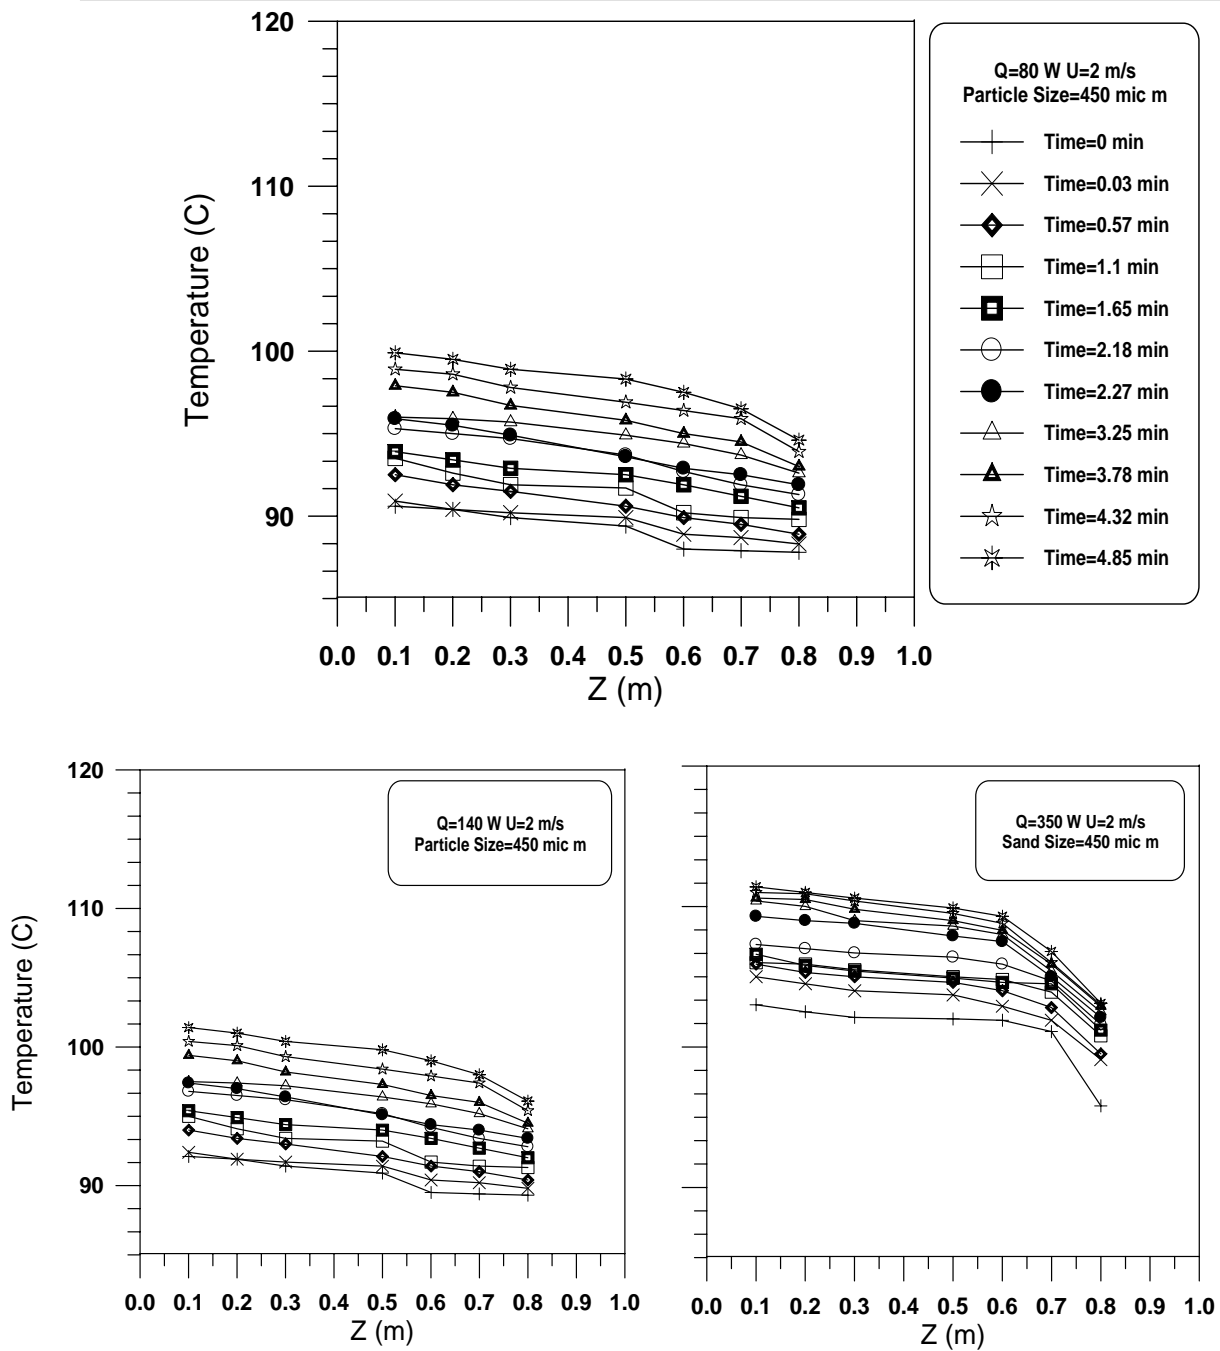 120
110
100
90
Temperature (C)
0.0 0.1 0.2 0.3 0.4 0.5 0.6 0.7 0.8 0.9 1.0
Z (m)
Q=80 W U=2 m/s
Particle Size=450 mic m
Time=0 min
Time=0.03 min
Time=0.57 min
Time=1.1 min
Time=1.65 min
Time=2.18 min
Time=2.27 min
Time=3.25 min
Time=3.78 min
Time=4.32 min
Time=4.85 min
120
110
100
90
Temperature (C)
Q=140 W U=2 m/s
Particle Size=450 mic m
0.0 0.1 0.2 0.3 0.4 0.5 0.6 0.7 0.8 0.9 1.0
Z (m)
Q=350 W U=2 m/s
Sand Size=450 mic m
0.0 0.1 0.2 0.3 0.4 0.5 0.6 0.7 0.8 0.9 1.0
Z (m)